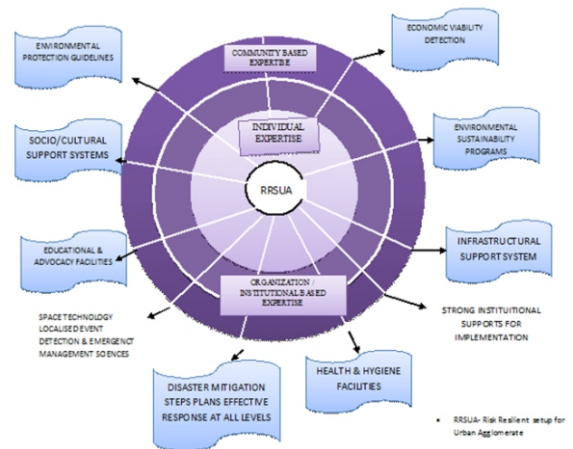 ENVIRONMENTAL
PROTECTION GUIDELINES
COMMUNITY BASED
EXPERTISE
ECONOMIC VIABILITY
DETECTION
SOCIO/CULTURAL
SUPPORT SYSTEMS
INDIVIDUAL
EXPERTISE
ENVIRONMENTAL
SUSTAINABILITY
PROGRAMS
RRSUA
EDUCATIONAL &
ADVOCACY FACILITIES
INFRASTRUCTURAL
SUPPORT SYSTEM
ORGANIZATION /
INSTITUTIONAL BASED
EXPERTISE
SPACE TECHNOLOGY
LOCALISED EVENT
DETECTION & EMERGENCT
MANAGEMENT SCIENCES
STRONG INSTITUITIONAL
SUPPORTS FOR
IMPLEMENTATION
DISASTER MITIGATION
STEPS PLANS EFFECTIVE
RESPONSE AT ALL LEVELS
HEALTH & HYGIENE
FACILITIES
• RRSUA- Risk Resilient setup for
Urban Agglomerate